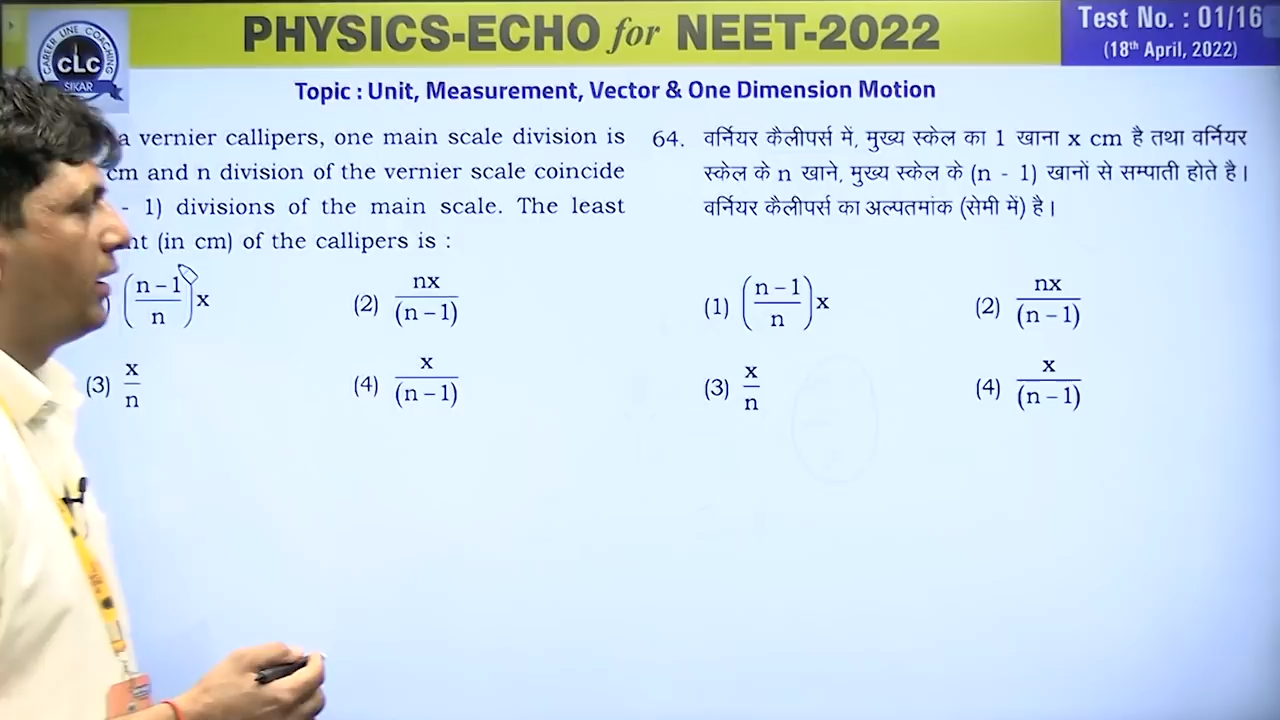 PHYSICS-ECHO for NEET-2022
Test No. : 01/16
(18th April, 2022)
CAREER LINE COACHING
CLC
SIKAR
Topic : Unit, Measurement, Vector & One Dimension Motion
a vernier callipers, one main scale division is
cm and n division of the vernier scale coincide
- 1) divisions of the main scale. The least
nt (in cm) of the callipers is :
(n – 1 / n) x
(2) nx / (n – 1)
(3) x / n
(4) x / (n – 1)
64. वर्नियर कैलीपर्स में, मुख्य स्केल का 1 खाना x cm है तथा वर्नियर
स्केल के n खाने, मुख्य स्केल के (n - 1) खानों से सम्पाती होते है।
वर्नियर कैलीपर्स का अल्पतमांक (सेमी में) है।
(1) (n – 1 / n) x
(2) nx / (n – 1)
(3) x / n
(4) x / (n – 1)